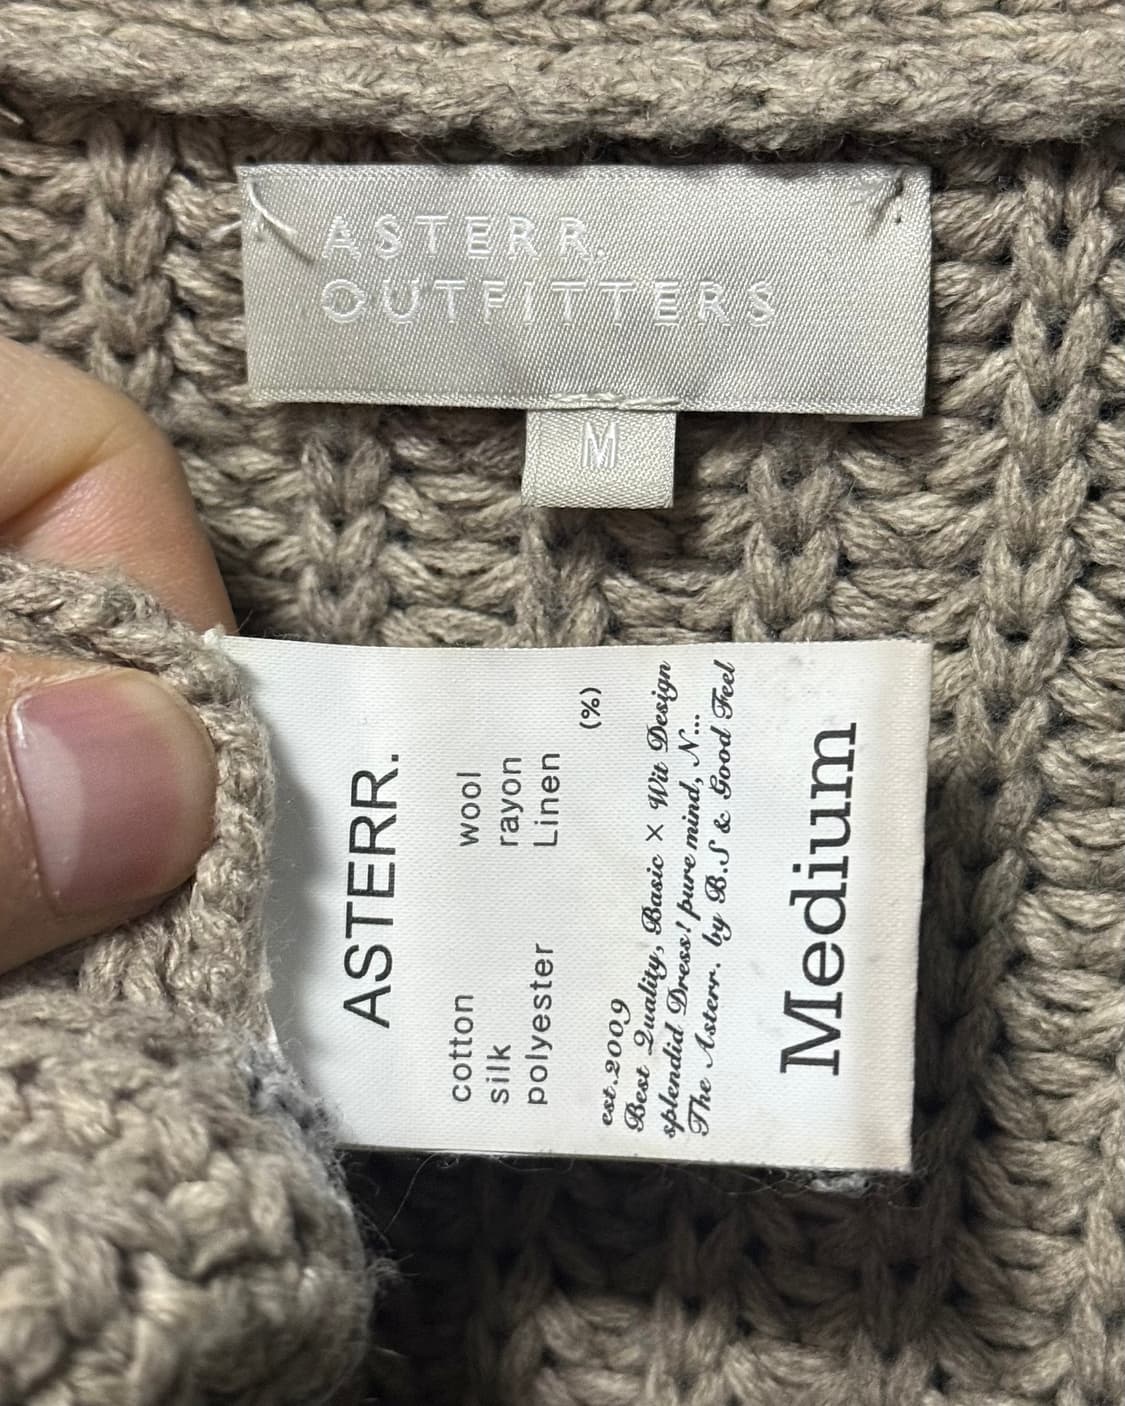 ASTERR.
OUTFITTERS
M
ASTERR.
cotton wool
silk rayon
polyester Linen
(%)
est.2009
Best Quality, Basic × Wit Design
splendid Dress! pure mind, N...
The Asterr. by B.S & Good Feel
Medium